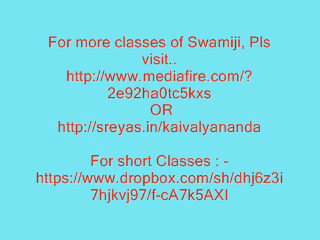 For more classes of Swamiji, Pls
visit..
http://www.mediafire.com/?
2e92ha0tc5kxs
OR
http://sreyas.in/kaivalyananda
For short Classes : -
https://www.dropbox.com/sh/dhj6z3i
7hjkvj97/f-cA7k5AXI